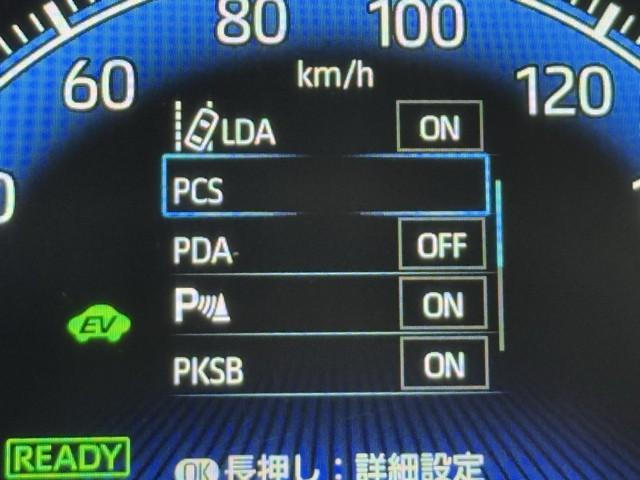 80 100
60 km/h 120
LDA ON
PCS
PDA OFF
P ON
EV
PKSB ON
READY
OK 長押し：詳細設定